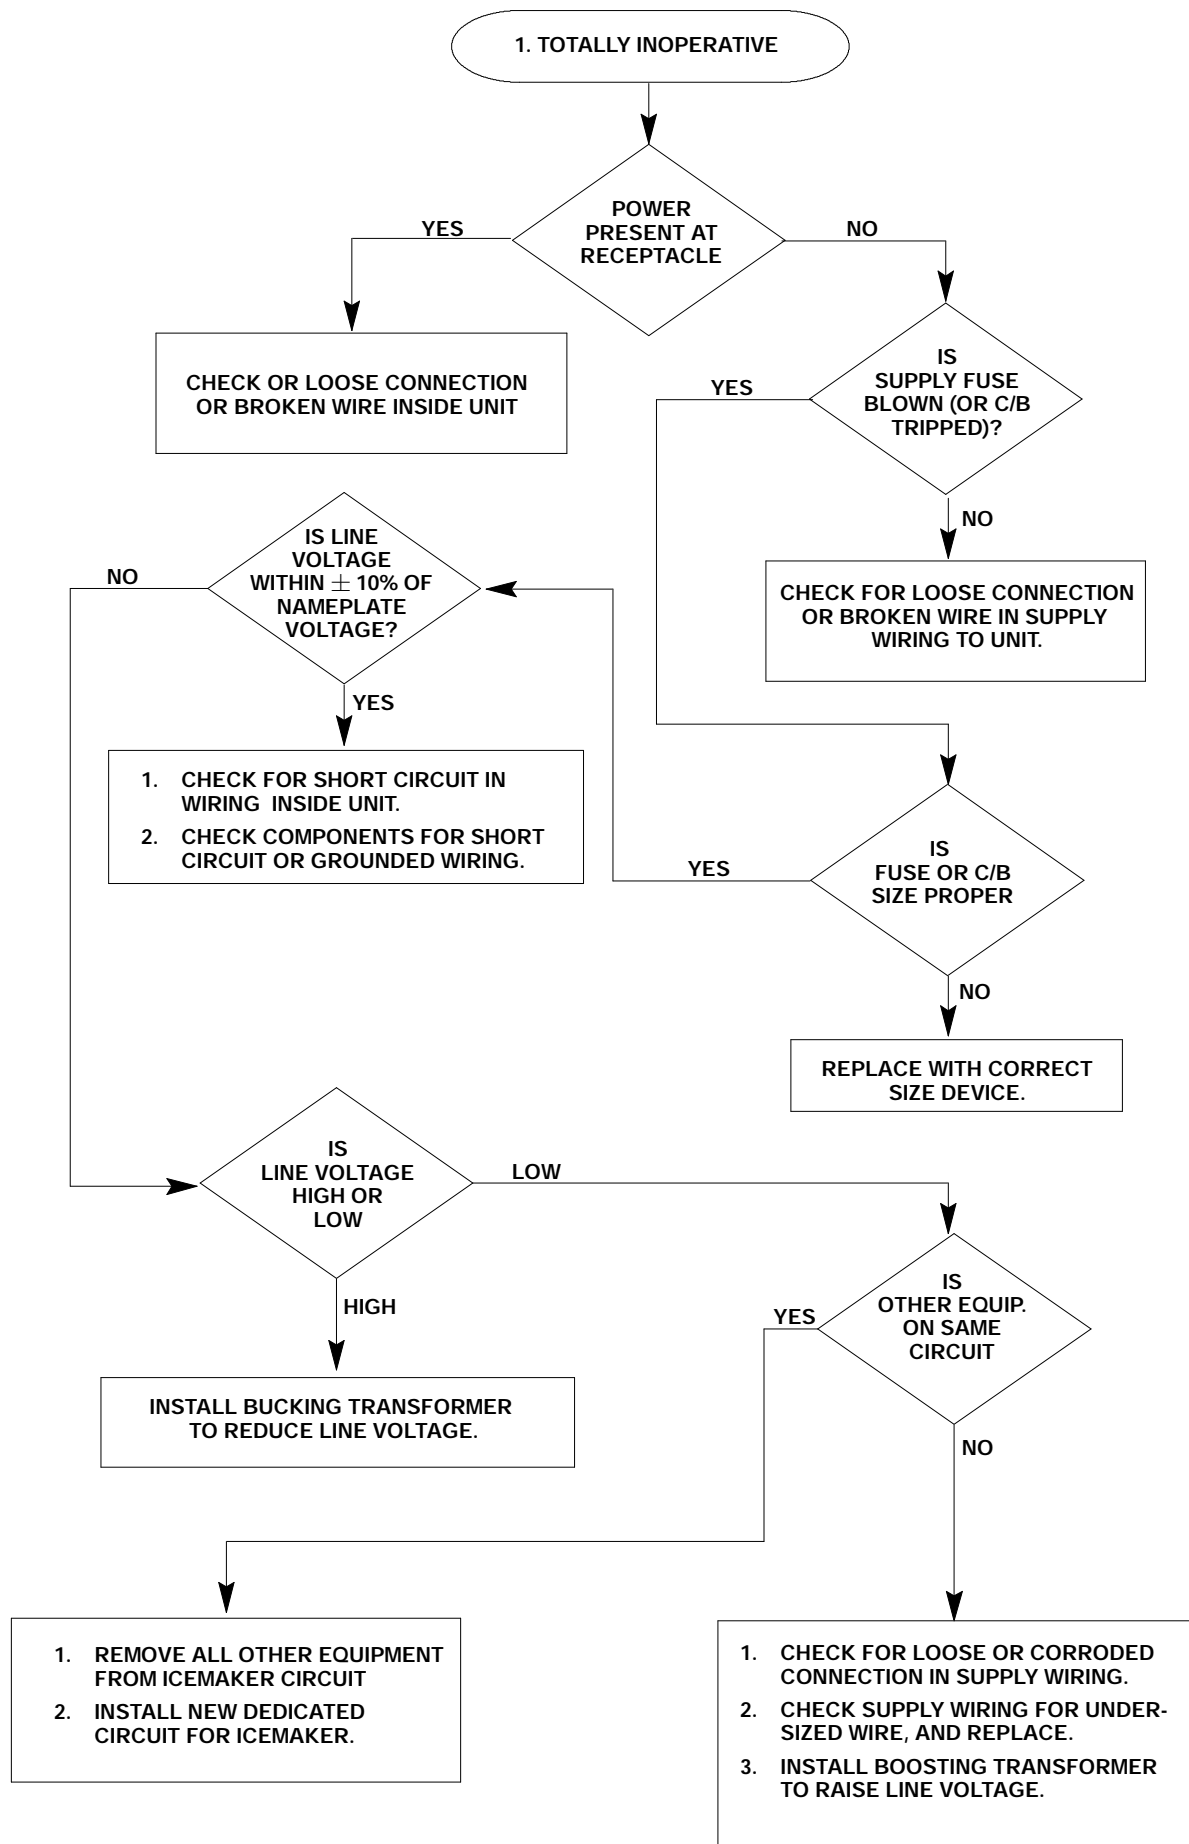 1. TOTALLY INOPERATIVE
POWER
PRESENT AT
RECEPTACLE
YES
NO
CHECK OR LOOSE CONNECTION
OR BROKEN WIRE INSIDE UNIT
IS
SUPPLY FUSE
BLOWN (OR C/B
TRIPPED)?
YES
NO
CHECK FOR LOOSE CONNECTION
OR BROKEN WIRE IN SUPPLY
WIRING TO UNIT.
IS LINE
VOLTAGE
WITHIN ± 10% OF
NAMEPLATE
VOLTAGE?
NO
YES
1. CHECK FOR SHORT CIRCUIT IN
WIRING INSIDE UNIT.
2. CHECK COMPONENTS FOR SHORT
CIRCUIT OR GROUNDED WIRING.
IS
FUSE OR C/B
SIZE PROPER
YES
NO
REPLACE WITH CORRECT
SIZE DEVICE.
IS
LINE VOLTAGE
HIGH OR
LOW
LOW
HIGH
INSTALL BUCKING TRANSFORMER
TO REDUCE LINE VOLTAGE.
IS
OTHER EQUIP.
ON SAME
CIRCUIT
YES
NO
1. REMOVE ALL OTHER EQUIPMENT
FROM ICEMAKER CIRCUIT
2. INSTALL NEW DEDICATED
CIRCUIT FOR ICEMAKER.
1. CHECK FOR LOOSE OR CORRODED
CONNECTION IN SUPPLY WIRING.
2. CHECK SUPPLY WIRING FOR UNDER-
SIZED WIRE, AND REPLACE.
3. INSTALL BOOSTING TRANSFORMER
TO RAISE LINE VOLTAGE.